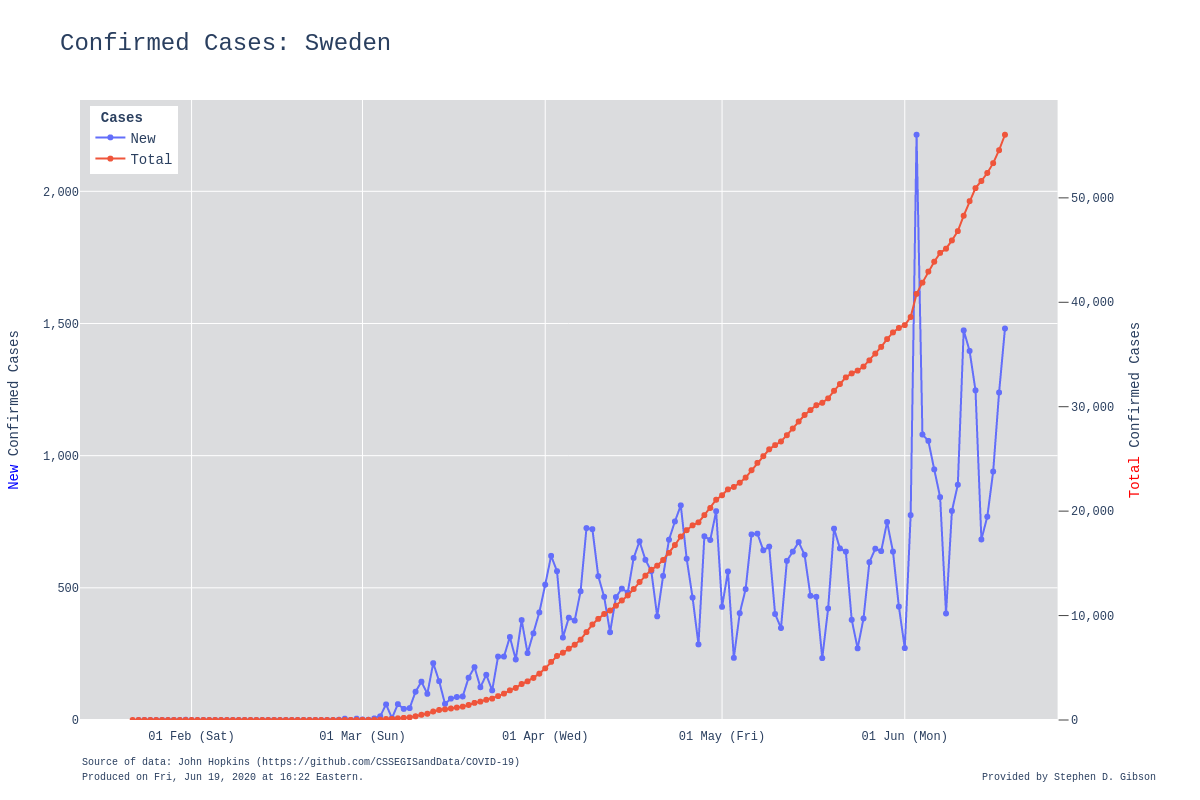 Confirmed Cases: Sweden
Cases
New
Total
2,000
1,500
1,000
500
0
50,000
40,000
30,000
20,000
10,000
0
New Confirmed Cases
Total Confirmed Cases
01 Feb (Sat)
01 Mar (Sun)
01 Apr (Wed)
01 May (Fri)
01 Jun (Mon)
Source of data: John Hopkins (https://github.com/CSSEGISandData/COVID-19)
Produced on Fri, Jun 19, 2020 at 16:22 Eastern.
Provided by Stephen D. Gibson